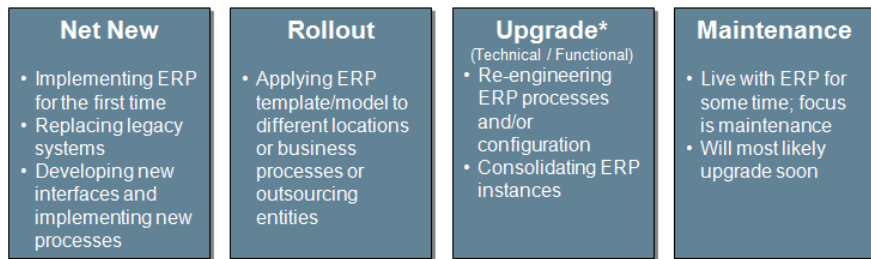 Net New
• Implementing ERP
for the first time
• Replacing legacy
systems
• Developing new
interfaces and
implementing new
processes
Rollout
• Applying ERP
template/model to
different locations
or business
processes or
outsourcing
entities
Upgrade*
(Technical / Functional)
• Re-engineering
ERP processes
and/or
configuration
• Consolidating ERP
instances
Maintenance
• Live with ERP for
some time; focus
is maintenance
• Will most likely
upgrade soon